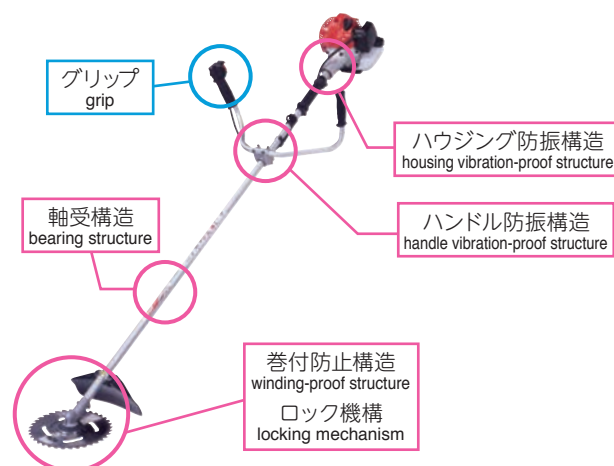 グリップ
grip
ハウジング防振構造
housing vibration-proof structure
ハンドル防振構造
handle vibration-proof structure
軸受構造
bearing structure
巻付防止構造
winding-proof structure
ロック機構
locking mechanism